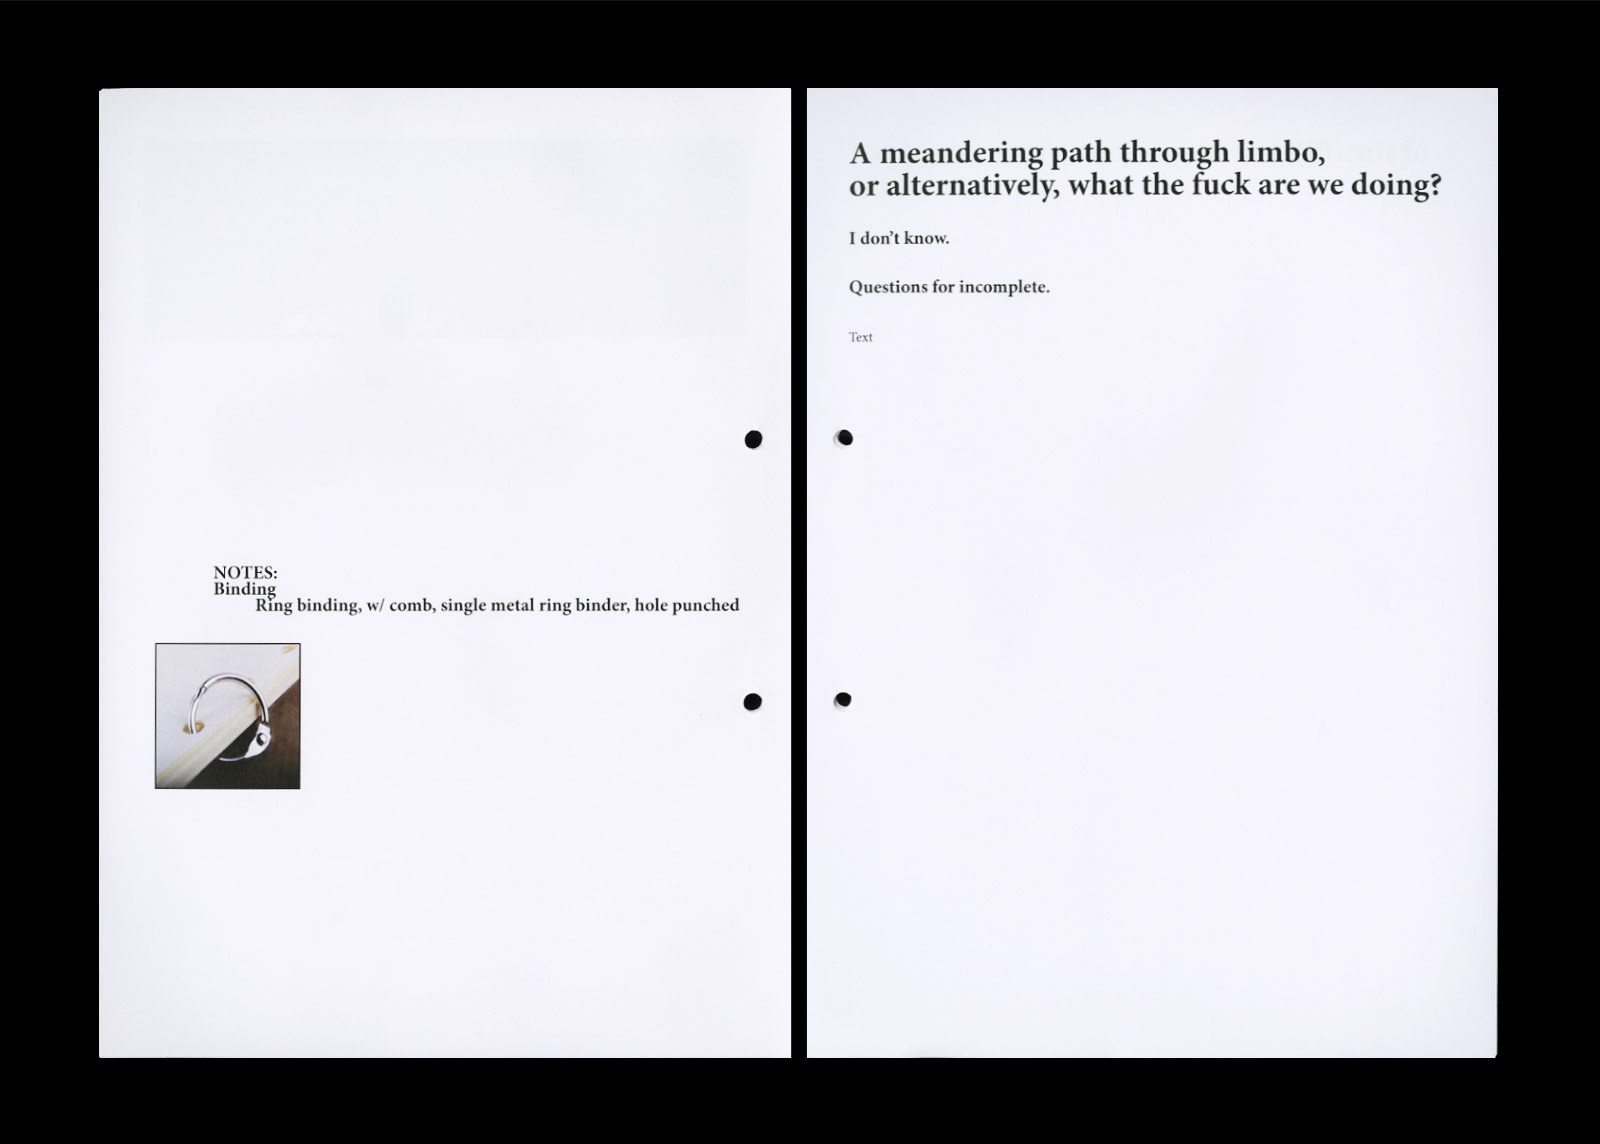 NOTES:
Binding
Ring binding, w/ comb, single metal ring binder, hole punched
A meandering path through limbo,
or alternatively, what the fuck are we doing?
I don’t know.
Questions for incomplete.
Text